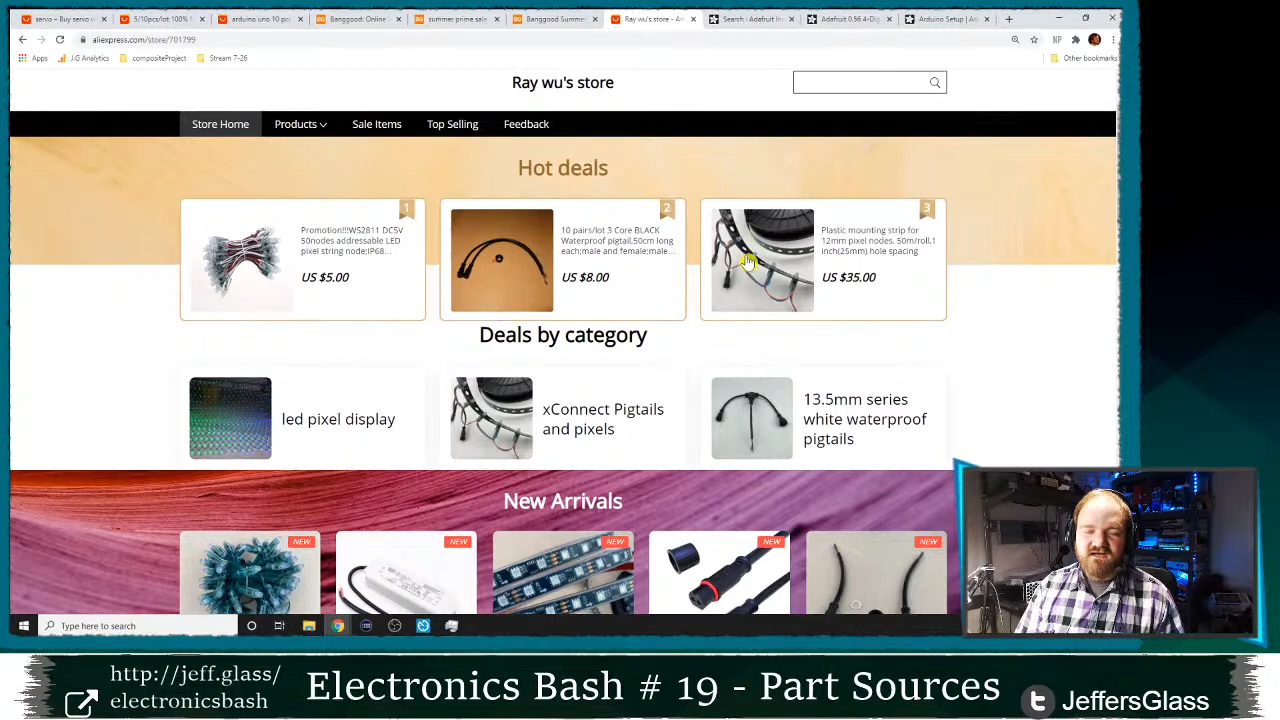 servo – Buy servo w
5/10pcs/lot 100%
arduino uno 10 pcs
Banggood: Online
summer prime sale
Banggood Summer
Ray wu's store - A
Search : Adafruit In
Adafruit 0.56 4-Dig
Arduino Setup | Ad
aliexpress.com/store/701799
Apps
J.G Analytics
compositeProject
Stream 7-26
Other bookmarks
Ray wu's store
Store Home
Products
Sale Items
Top Selling
Feedback
Hot deals
1
Promotion!!!WS2811 DC5V
50nodes addressable LED
pixel string node;IP68...
US $5.00
2
10 pairs/lot 3 Core BLACK
Waterproof pigtail,50cm long
each;male and female;male...
US $8.00
3
Plastic mounting strip for
12mm pixel nodes, 50m/roll,1
inch(25mm) hole spacing
US $35.00
Deals by category
led pixel display
xConnect Pigtails
and pixels
13.5mm series
white waterproof
pigtails
New Arrivals
NEW
NEW
NEW
NEW
NEW
Type here to search
http://jeff.glass/
electronicsbash
Electronics Bash # 19 - Part Sources
JeffersGlass